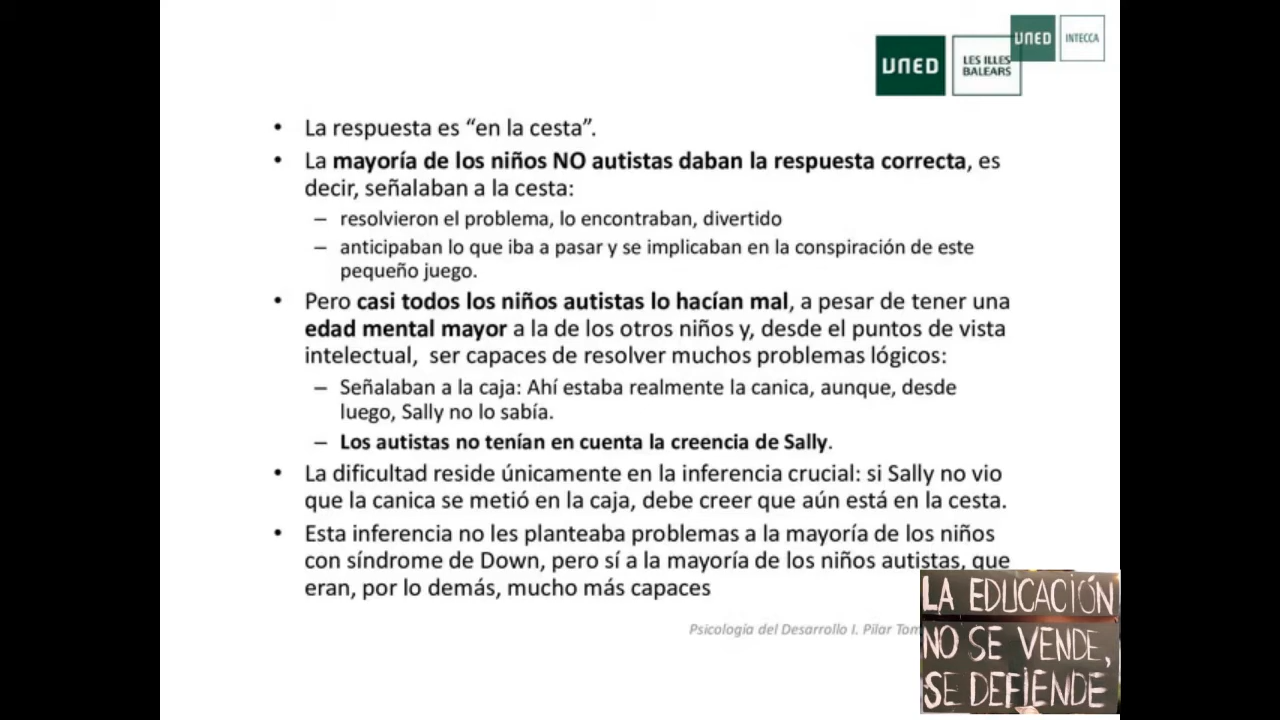 UNED
LES ILLES
BALEARS
UNED
INTECCA
• La respuesta es “en la cesta”.
• La mayoría de los niños NO autistas daban la respuesta correcta, es
decir, señalaban a la cesta:
– resolvieron el problema, lo encontraban, divertido
– anticipaban lo que iba a pasar y se implicaban en la conspiración de este
pequeño juego.
• Pero casi todos los niños autistas lo hacían mal, a pesar de tener una
edad mental mayor a la de los otros niños y, desde el puntos de vista
intelectual, ser capaces de resolver muchos problemas lógicos:
– Señalaban a la caja: Ahí estaba realmente la canica, aunque, desde
luego, Sally no lo sabía.
– Los autistas no tenían en cuenta la creencia de Sally.
• La dificultad reside únicamente en la inferencia crucial: si Sally no vio
que la canica se metió en la caja, debe creer que aún está en la cesta.
• Esta inferencia no les planteaba problemas a la mayoría de los niños
con síndrome de Down, pero sí a la mayoría de los niños autistas, que
eran, por lo demás, mucho más capaces
Psicología del Desarrollo I. Pilar
LA EDUCACIÓN
NO SE VENDE,
SE DEFIENDE